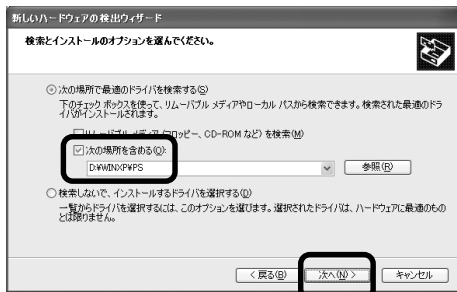 新しいハードウェアの検出ウィザード
検索とインストールのオプションを選んでください。
次の場所で最適のドライバを検索する(S)
下のチェック ボックスを使って、リムーバブル メディアやローカル パスから検索できます。検索された最適のドラ
イバがインストールされます。
リムーバブル メディア (フロッピー、CD-ROM など) を検索(M)
次の場所を含める(O):
D:¥WINXP¥PS
参照(R)
検索しないで、インストールするドライバを選択する(D)
一覧からドライバを選択するには、このオプションを選びます。選択されたドライバは、ハードウェアに最適のもの
とは限りません。
< 戻る(B)
次へ(N) >
キャンセル